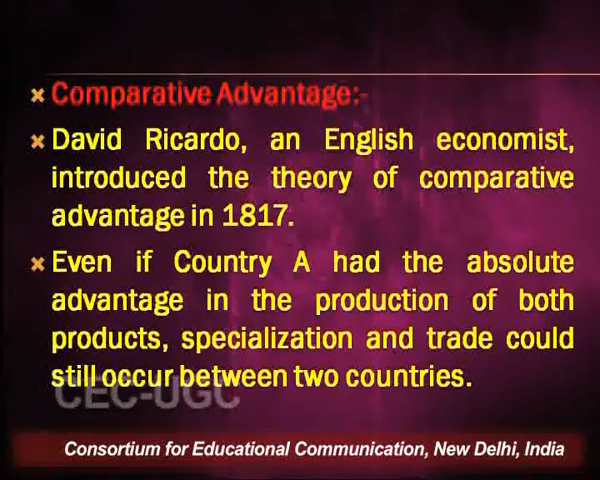 Comparative Advantage:-
David Ricardo, an English economist,
introduced the theory of comparative
advantage in 1817.
Even if Country A had the absolute
advantage in the production of both
products, specialization and trade could
still occur between two countries.
CEC-UGC
Consortium for Educational Communication, New Delhi, India